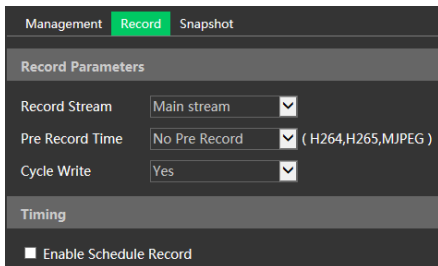 Management Record Snapshot
Record Parameters
Record Stream Main stream
Pre Record Time No Pre Record ( H264,H265,MJPEG )
Cycle Write Yes
Timing
Enable Schedule Record